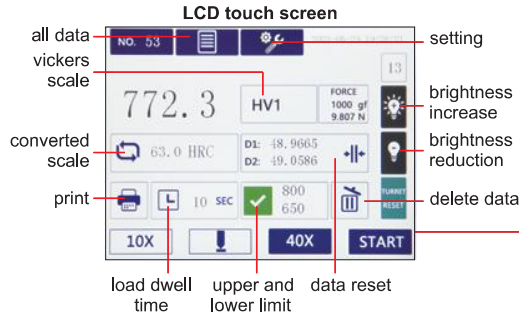 LCD touch screen
all data
NO. 53
setting
vickers
scale
13
772.3
HV1
FORCE
1000 gf
9.807 N
brightness
increase
converted
scale
63.0 HRC
D1: 48.9665
D2: 49.0586
brightness
reduction
print
10 SEC
800
650
TURRET
RESET
delete data
10X
40X
START
load dwell
time
upper and
lower limit
data reset